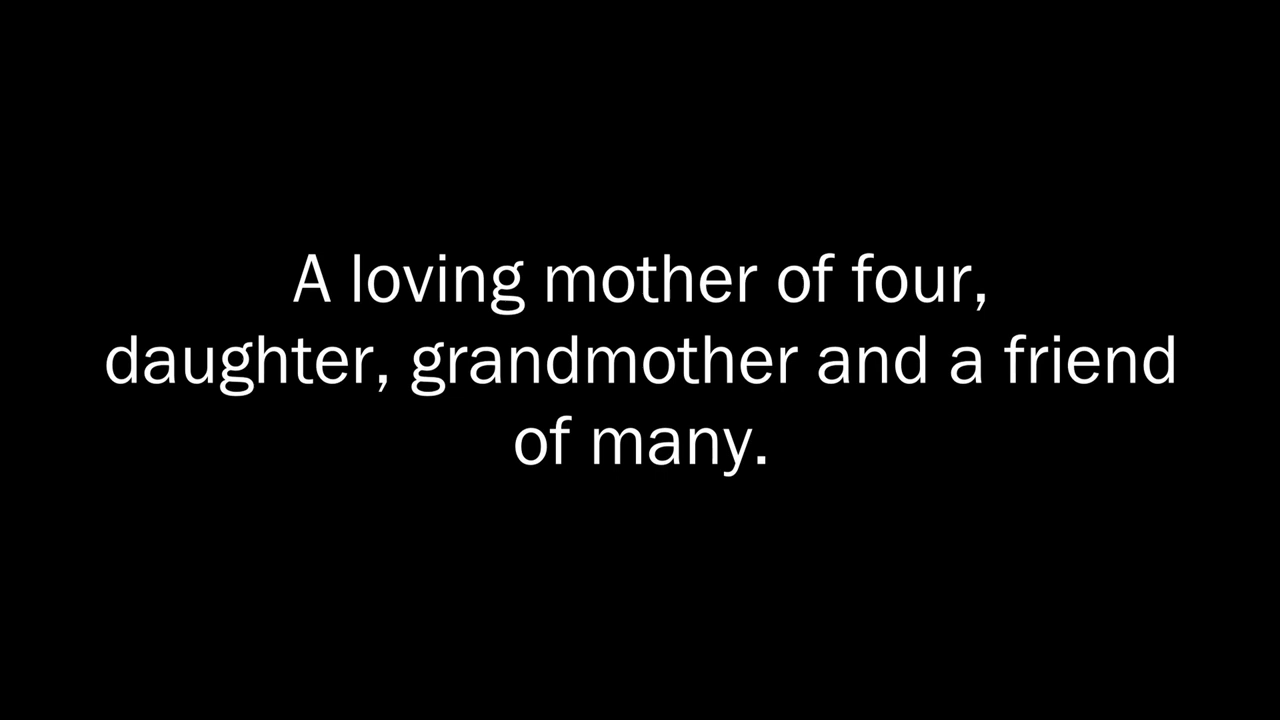 A loving mother of four,
daughter, grandmother and a friend
of many.